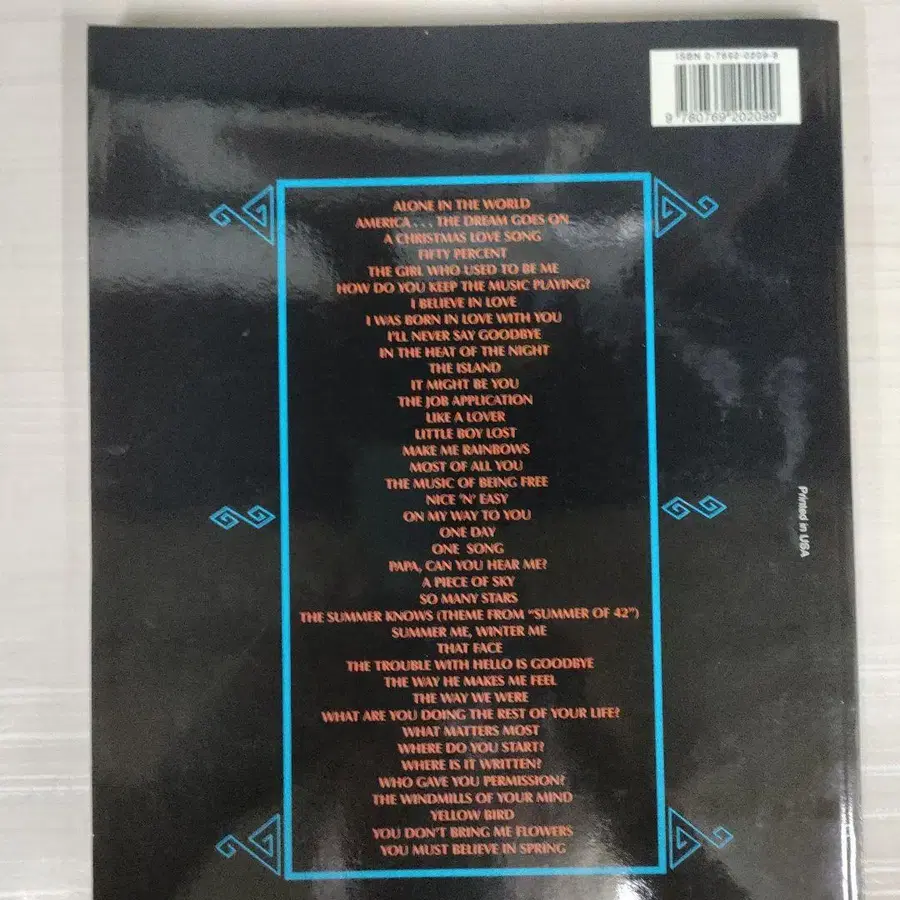 ISBN 0-7692-0209-9
9 780769 202099
ALONE IN THE WORLD
AMERICA . . . THE DREAM GOES ON
A CHRISTMAS LOVE SONG
FIFTY PERCENT
THE GIRL WHO USED TO BE ME
HOW DO YOU KEEP THE MUSIC PLAYING?
I BELIEVE IN LOVE
I WAS BORN IN LOVE WITH YOU
I'LL NEVER SAY GOODBYE
IN THE HEAT OF THE NIGHT
THE ISLAND
IT MIGHT BE YOU
THE JOB APPLICATION
LIKE A LOVER
LITTLE BOY LOST
MAKE ME RAINBOWS
MOST OF ALL YOU
THE MUSIC OF BEING FREE
NICE 'N' EASY
ON MY WAY TO YOU
ONE DAY
ONE SONG
PAPA, CAN YOU HEAR ME?
A PIECE OF SKY
SO MANY STARS
THE SUMMER KNOWS (THEME FROM "SUMMER OF 42")
SUMMER ME, WINTER ME
THAT FACE
THE TROUBLE WITH HELLO IS GOODBYE
THE WAY HE MAKES ME FEEL
THE WAY WE WERE
WHAT ARE YOU DOING THE REST OF YOUR LIFE?
WHAT MATTERS MOST
WHERE DO YOU START?
WHERE IS IT WRITTEN?
WHO GAVE YOU PERMISSION?
THE WINDMILLS OF YOUR MIND
YELLOW BIRD
YOU DON'T BRING ME FLOWERS
YOU MUST BELIEVE IN SPRING
Printed in USA